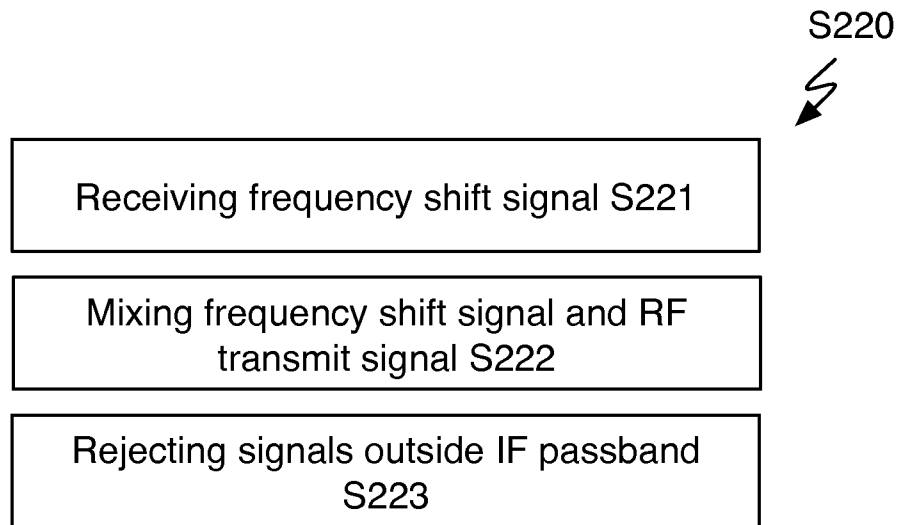 S220
Receiving frequency shift signal S221
Mixing frequency shift signal and RF
transmit signal S222
Rejecting signals outside IF passband
S223